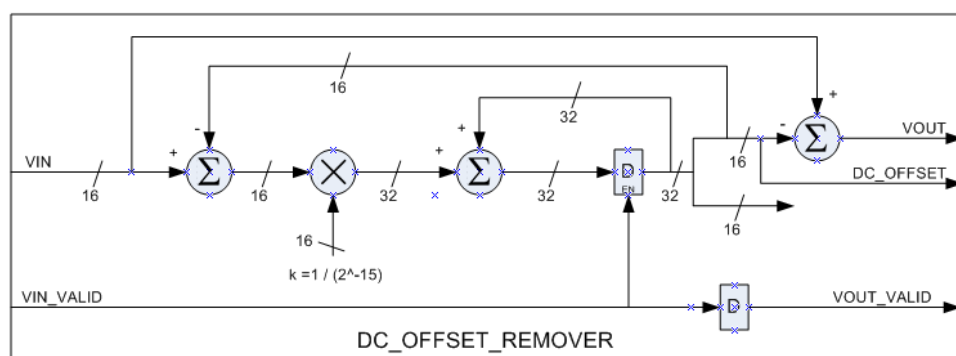 16
32
-
+
+
+
+
-
VIN
16
Σ
16
×
32
Σ
32
D
EN
32
16
Σ
VOUT
DC_OFFSET
16
16
k =1 / (2^-15)
VIN_VALID
D
VOUT_VALID
DC_OFFSET_REMOVER